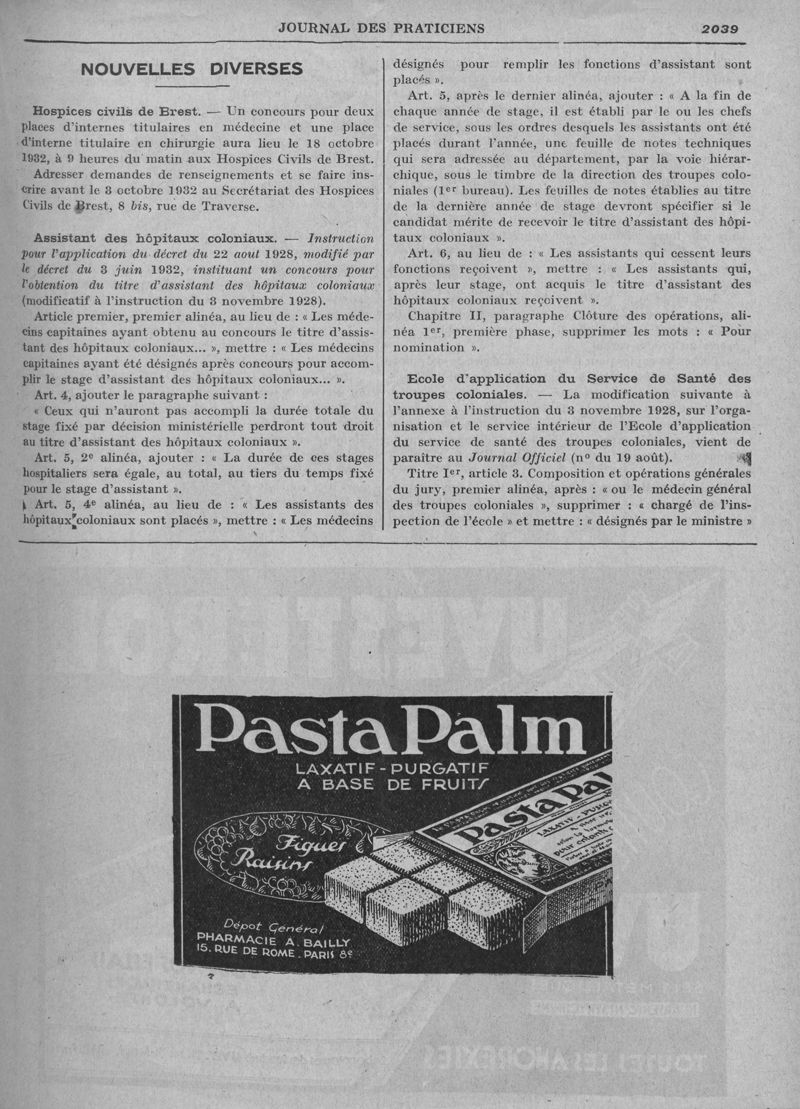 JOURNAL DES PRATICIENS 2039
NOUVELLES DIVERSES
Hospices civils de Brest. — Un concours pour deux
places d'internes titulaires en médecine et une place
d'interne titulaire en chirurgie aura lieu le 18 octobre
1932, à 9 heures du matin aux Hospices Civils de Brest.
Adresser demandes de renseignements et se faire ins-
crire avant le 3 octobre 1932 au Secrétariat des Hospices
Civils de Brest, 8 bis, rue de Traverse.
Assistant des hôpitaux coloniaux. — Instruction
pour l'application du décret du 22 aout 1928, modifié par
le décret du 3 juin 1932, instituant un concours pour
l'obtention du titre d'assistant des hôpitaux coloniaux
(modificatif à l'instruction du 3 novembre 1928).
Article premier, premier alinéa, au lieu de : « Les méde-
cins capitaines ayant obtenu au concours le titre d'assis-
tant des hôpitaux coloniaux... », mettre : « Les médecins
capitaines ayant été désignés après concours pour accom-
plir le stage d'assistant des hôpitaux coloniaux... ».
Art. 4, ajouter le paragraphe suivant :
« Ceux qui n'auront pas accompli la durée totale du
stage fixé par décision ministérielle perdront tout droit
au titre d'assistant des hôpitaux coloniaux ».
Art. 5, 2e alinéa, ajouter : « La durée de ces stages
hospitaliers sera égale, au total, au tiers du temps fixé
pour le stage d'assistant ».
Art. 5, 4e alinéa, au lieu de : « Les assistants des
hôpitaux coloniaux sont placés », mettre : « Les médecins
désignés pour remplir les fonctions d'assistant sont
placés ».
Art. 5, après le dernier alinéa, ajouter : « A la fin de
chaque année de stage, il est établi par le ou les chefs
de service, sous les ordres desquels les assistants ont été
placés durant l'année, une feuille de notes techniques
qui sera adressée au département, par la voie hiérar-
chique, sous le timbre de la direction des troupes colo-
niales (1er bureau). Les feuilles de notes établies au titre
de la dernière année de stage devront spécifier si le
candidat mérite de recevoir le titre d'assistant des hôpi-
taux coloniaux ».
Art. 6, au lieu de : « Les assistants qui cessent leurs
fonctions reçoivent », mettre : « Les assistants qui,
après leur stage, ont acquis le titre d'assistant des
hôpitaux coloniaux reçoivent ».
Chapitre II, paragraphe Clôture des opérations, ali-
néa 1er, première phase, supprimer les mots : « Pour
nomination ».
Ecole d'application du Service de Santé des
troupes coloniales. — La modification suivante à
l'annexe à l'instruction du 3 novembre 1928, sur l'orga-
nisation et le service intérieur de l'Ecole d'application
du service de santé des troupes coloniales, vient de
paraître au Journal Officiel (no du 19 août).
Titre Ier, article 3. Composition et opérations générales
du jury, premier alinéa, après : « ou le médecin général
des troupes coloniales », supprimer : « chargé de l'ins-
pection de l'école » et mettre : « désignés par le ministre »
PastaPalm
LAXATIF - PURGATIF
A BASE DE FRUITS
Figues
Raisins
PastaPa
LAXATIF - PURG
Dépot Général
PHARMACIE A. BAILLY
15. RUE DE ROME. PARIS 8e